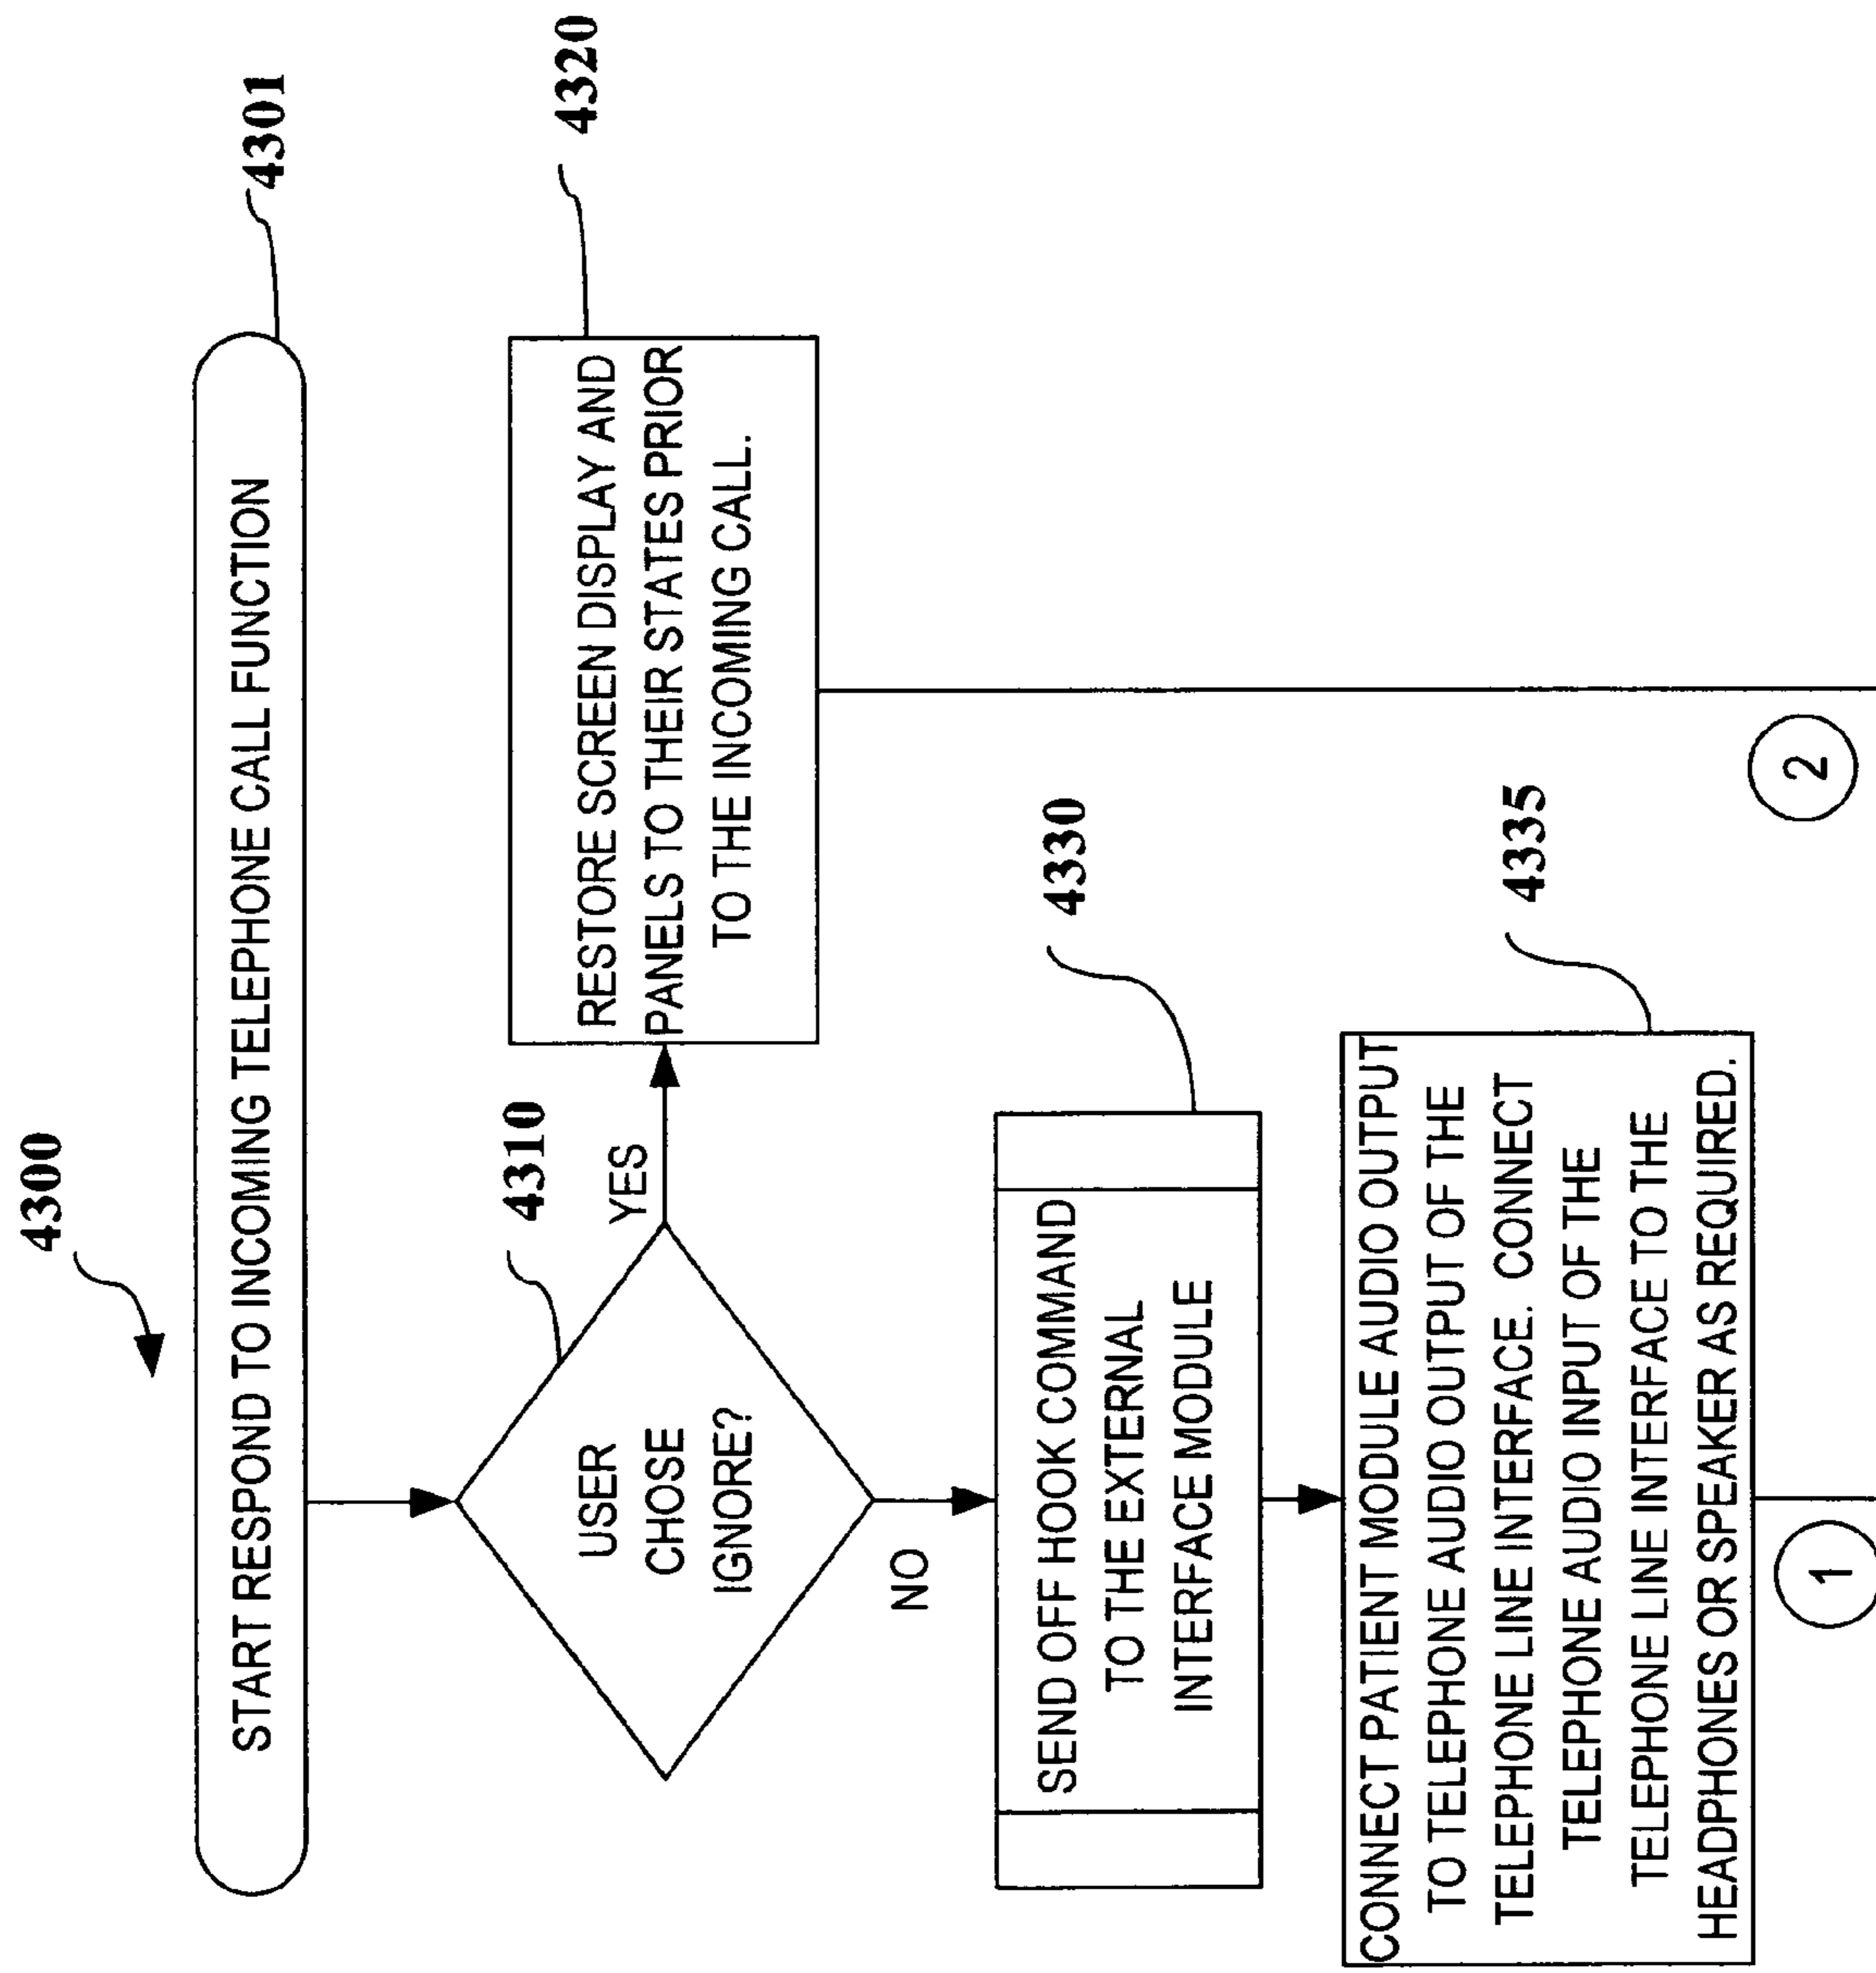 4300
START RESPOND TO INCOMING TELEPHONE CALL FUNCTION
4301
4310
USER
CHOSE
IGNORE?
YES
RESTORE SCREEN DISPLAY AND
PANELS TO THEIR STATES PRIOR
TO THE INCOMING CALL.
4320
NO
SEND OFF HOOK COMMAND
TO THE EXTERNAL
INTERFACE MODULE
4330
CONNECT PATIENT MODULE AUDIO OUTPUT
TO TELEPHONE AUDIO OUTPUT OF THE
TELEPHONE LINE INTERFACE. CONNECT
TELEPHONE AUDIO INPUT OF THE
TELEPHONE LINE INTERFACE TO THE
HEADPHONES OR SPEAKER AS REQUIRED.
4335
1
2